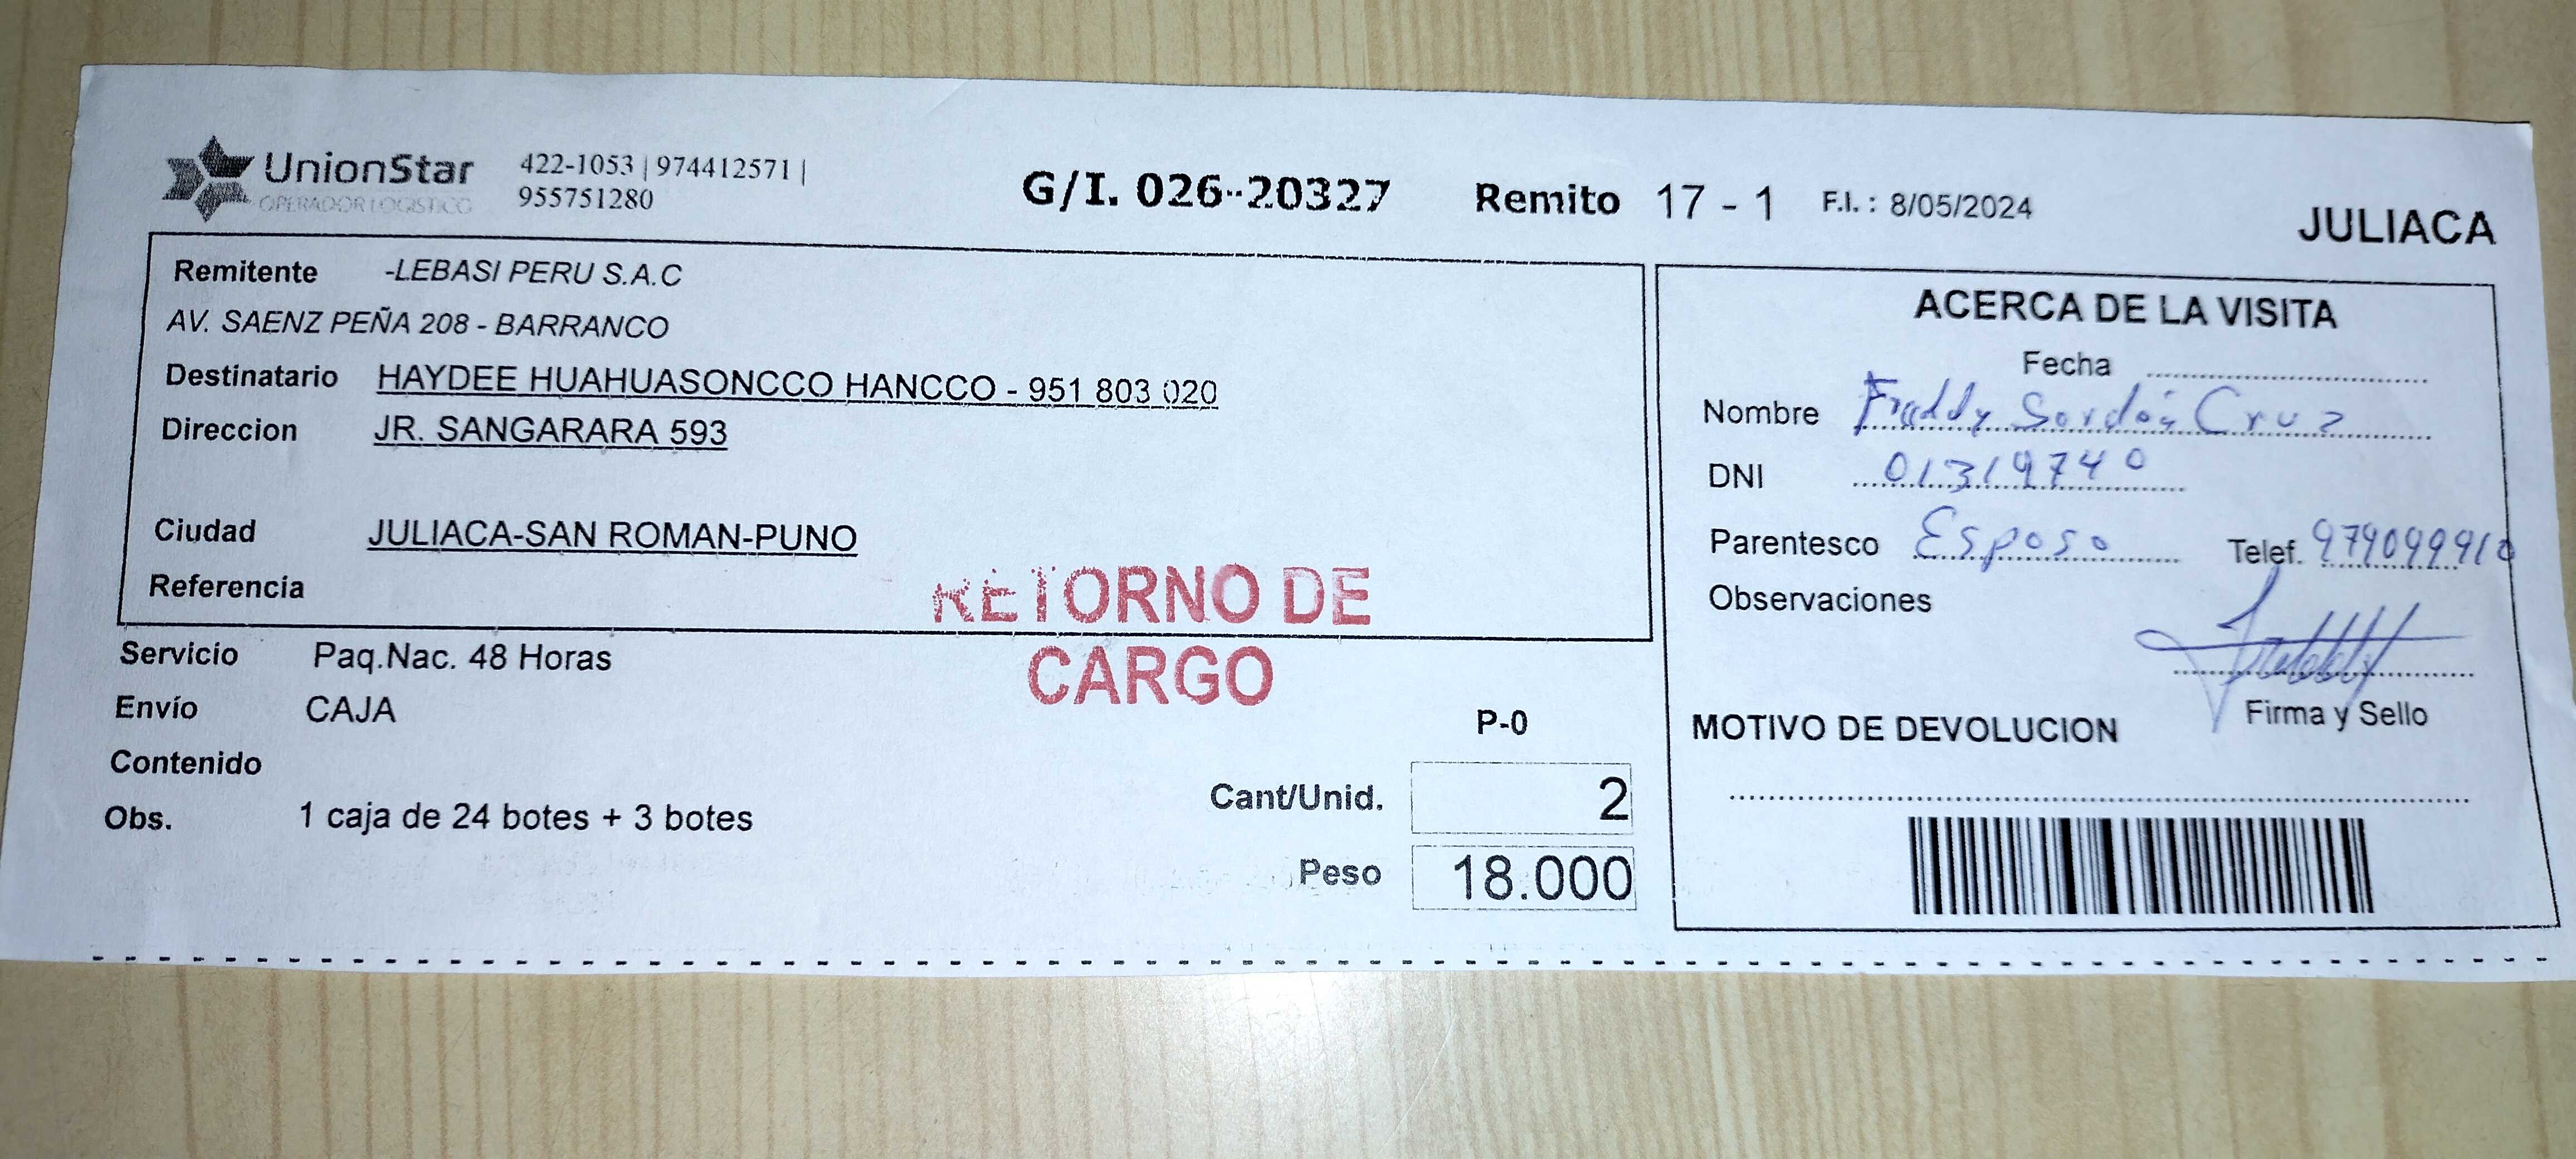 UnionStar
OPERADOR LOGISTICO
422-1053 | 974412571 |
955751280
G/I. 026-20327
Remito 17 - 1
F.I. : 8/05/2024
JULIACA
Remitente -LEBASI PERU S.A.C
AV. SAENZ PEÑA 208 - BARRANCO
Destinatario HAYDEE HUAHUASONCCO HANCCO - 951 803 020
Direccion JR. SANGARARA 593
Ciudad JULIACA-SAN ROMAN-PUNO
Referencia
RETORNO DE
CARGO
Servicio Paq.Nac. 48 Horas
Envío CAJA
Contenido
Obs. 1 caja de 24 botes + 3 botes
P-0
Cant/Unid. 2
Peso 18.000
ACERCA DE LA VISITA
Fecha
Nombre Freddy Cruz
DNI 01319740
Parentesco Esposo Telef. 979099910
Observaciones
Firma y Sello
MOTIVO DE DEVOLUCION